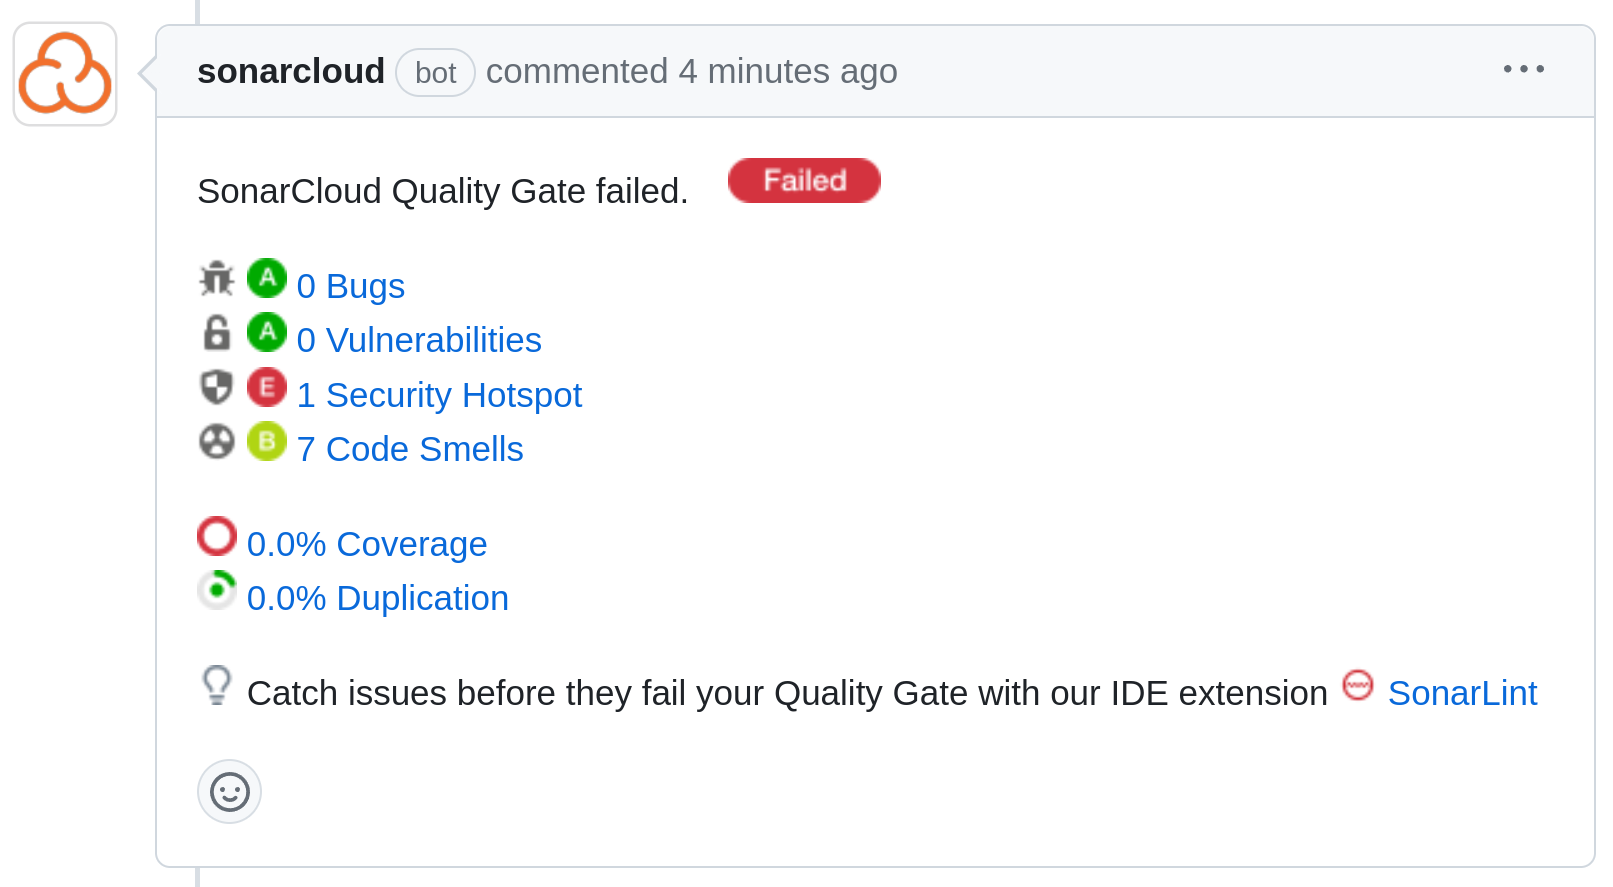 sonarcloud bot commented 4 minutes ago
SonarCloud Quality Gate failed. Failed
A 0 Bugs
A 0 Vulnerabilities
E 1 Security Hotspot
B 7 Code Smells
0.0% Coverage
0.0% Duplication
Catch issues before they fail your Quality Gate with our IDE extension SonarLint